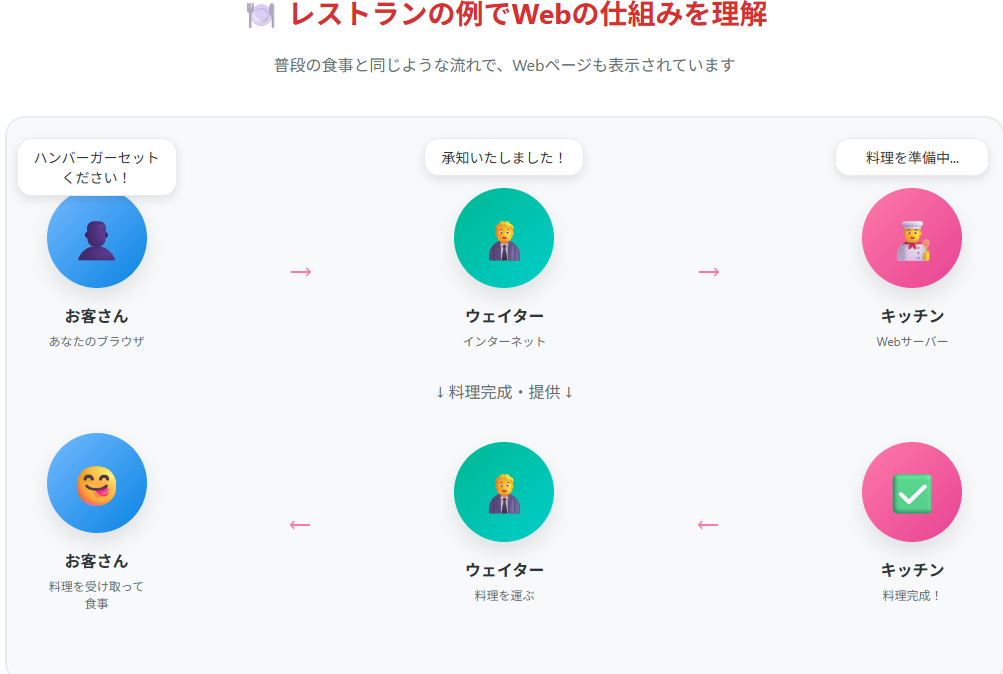 レストランの例でWebの仕組みを理解
普段の食事と同じような流れで、Webページも表示されています
ハンバーガーセット
ください！
承知いたしました！
料理を準備中...
→
→
お客さん
ウェイター
キッチン
あなたのブラウザ
インターネット
Webサーバー
↓ 料理完成・提供 ↓
←
←
お客さん
ウェイター
キッチン
料理を受け取って
食事
料理を運ぶ
料理完成！